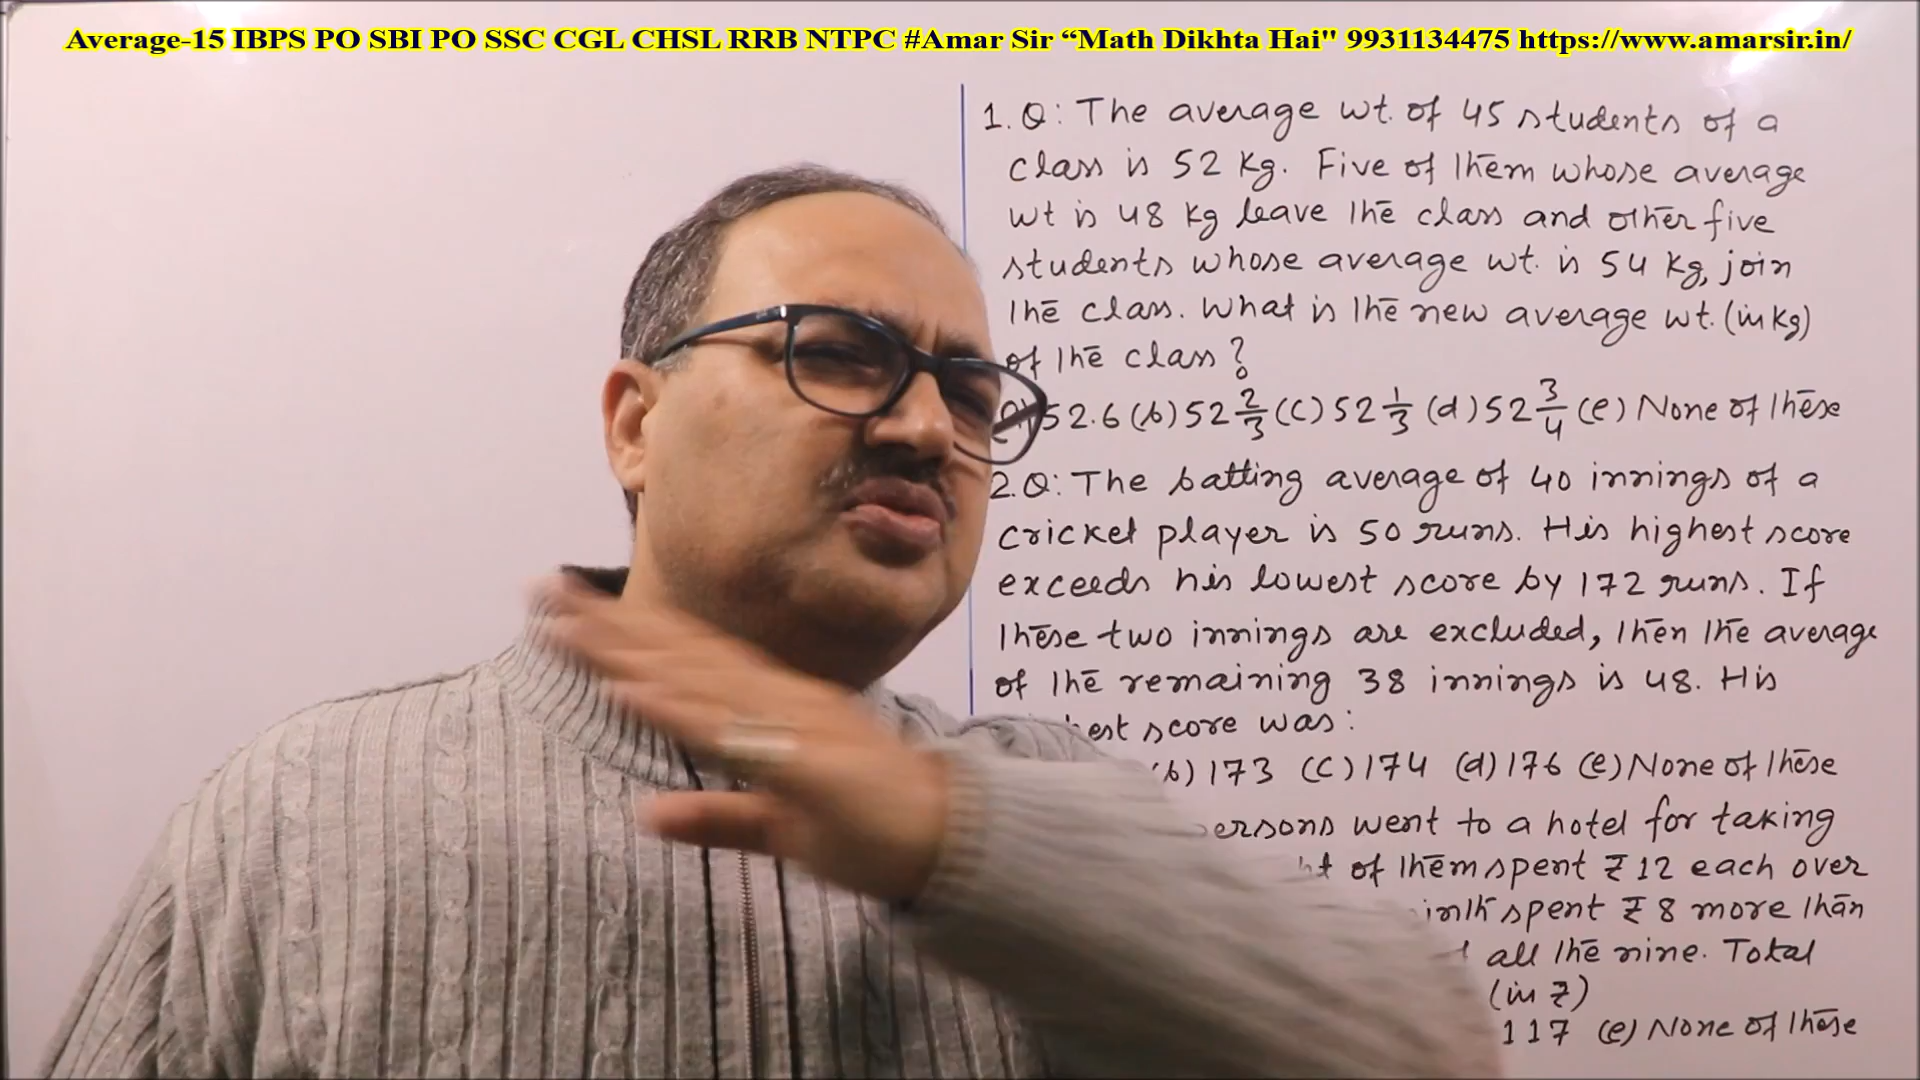 Average-15 IBPS PO SBI PO SSC CGL CHSL RRB NTPC #Amar Sir “Math Dikhta Hai" 9931134475 https://www.amarsir.in/
1. Q: The average wt. of 45 students of a
class is 52 kg. Five of them whose average
wt is 48 kg leave the class and other five
students whose average wt. is 54 kg, join
the class. What is the new average wt. (in kg)
of the class?
52.6 (b) 52 2/3 (c) 52 1/3 (d) 52 3/4 (e) None of these
2. Q: The batting average of 40 innings of a
cricket player is 50 runs. His highest score
exceeds his lowest score by 172 runs. If
these two innings are excluded, then the average
of the remaining 38 innings is 48. His
score was:
(b) 173 (c) 174 (d) 176 (e) None of these
went to a hotel for taking
of them spent ₹ 12 each over
spent ₹ 8 more than
all the nine. Total
(in ₹)
117 (e) None of these